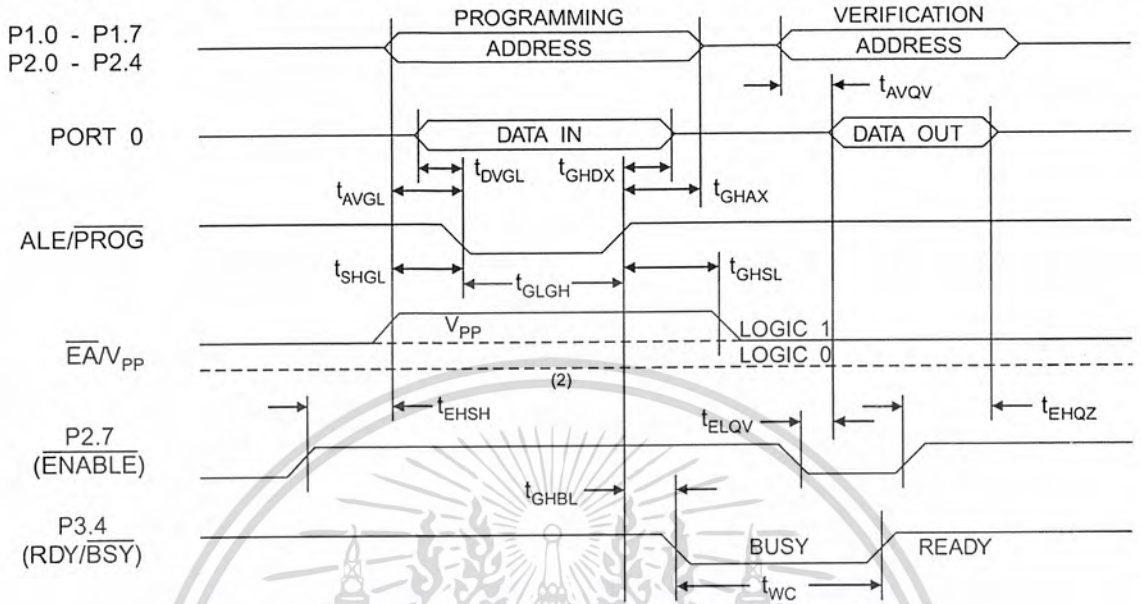 PROGRAMMING
VERIFICATION
P1.0 - P1.7
P2.0 - P2.4
ADDRESS
ADDRESS
tAVQV
PORT 0
DATA IN
DATA OUT
tDVGL
tGHDX
tAVGL
tGHAX
ALE/PROG
tSHGL
tGLGH
tGHSL
VPP
LOGIC 1
EA/VPP
LOGIC 0
(2)
tEHSH
tELQV
tEHQZ
P2.7
(ENABLE)
tGHBL
P3.4
(RDY/BSY)
BUSY
READY
tWC